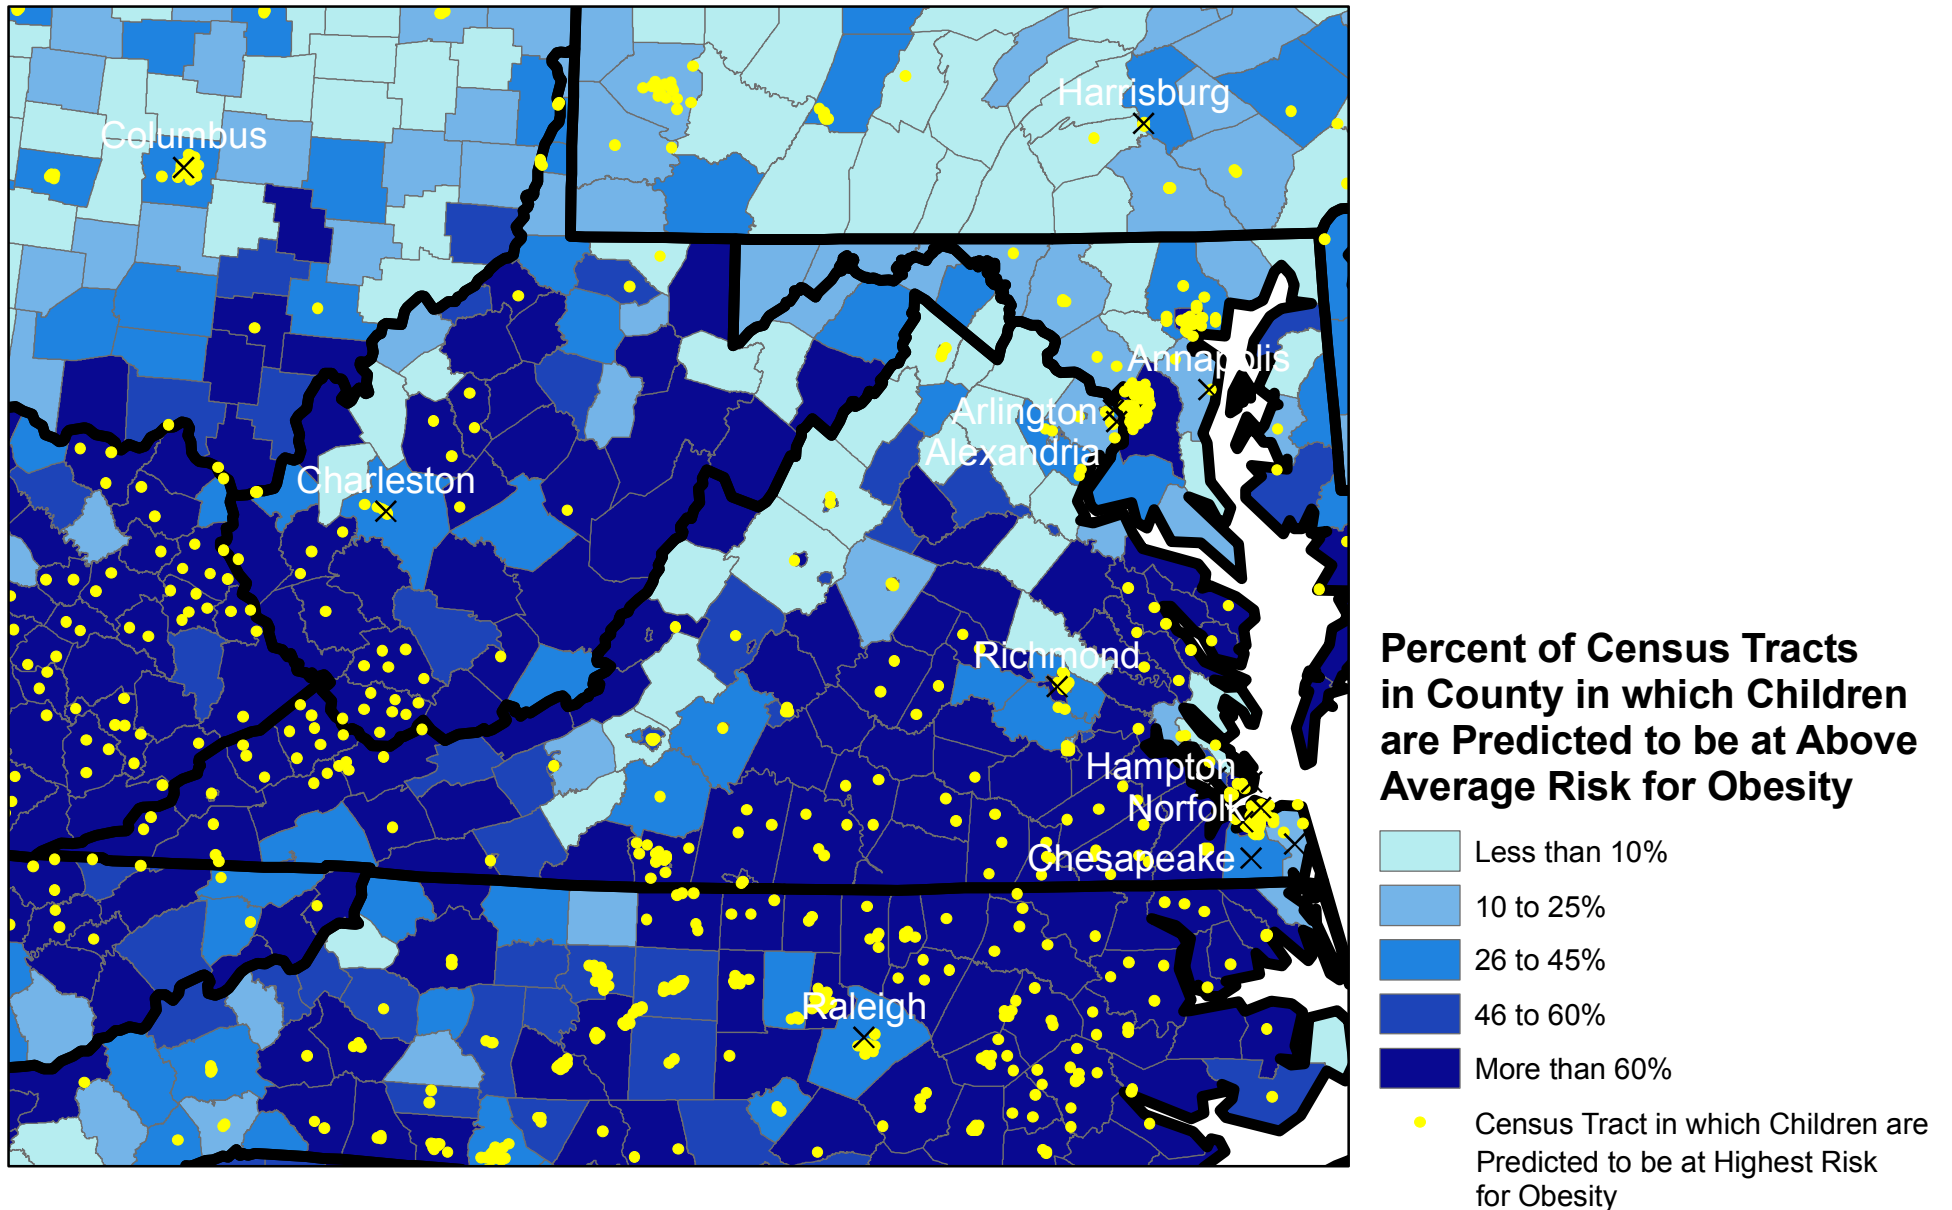 Harrisburg
Columbus
Annapolis
Arlington
Alexandria
Charleston
Richmond
Hampton
Norfolk
Chesapeake
Raleigh
Percent of Census Tracts
in County in which Children
are Predicted to be at Above
Average Risk for Obesity
Less than 10%
10 to 25%
26 to 45%
46 to 60%
More than 60%
Census Tract in which Children are
Predicted to be at Highest Risk
for Obesity